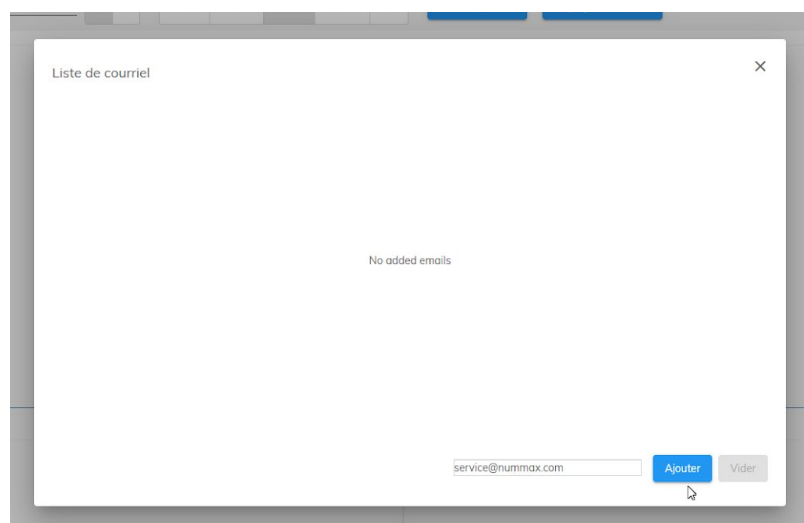 Liste de courriel
No added emails
service@nummax.com
Ajouter
Vider